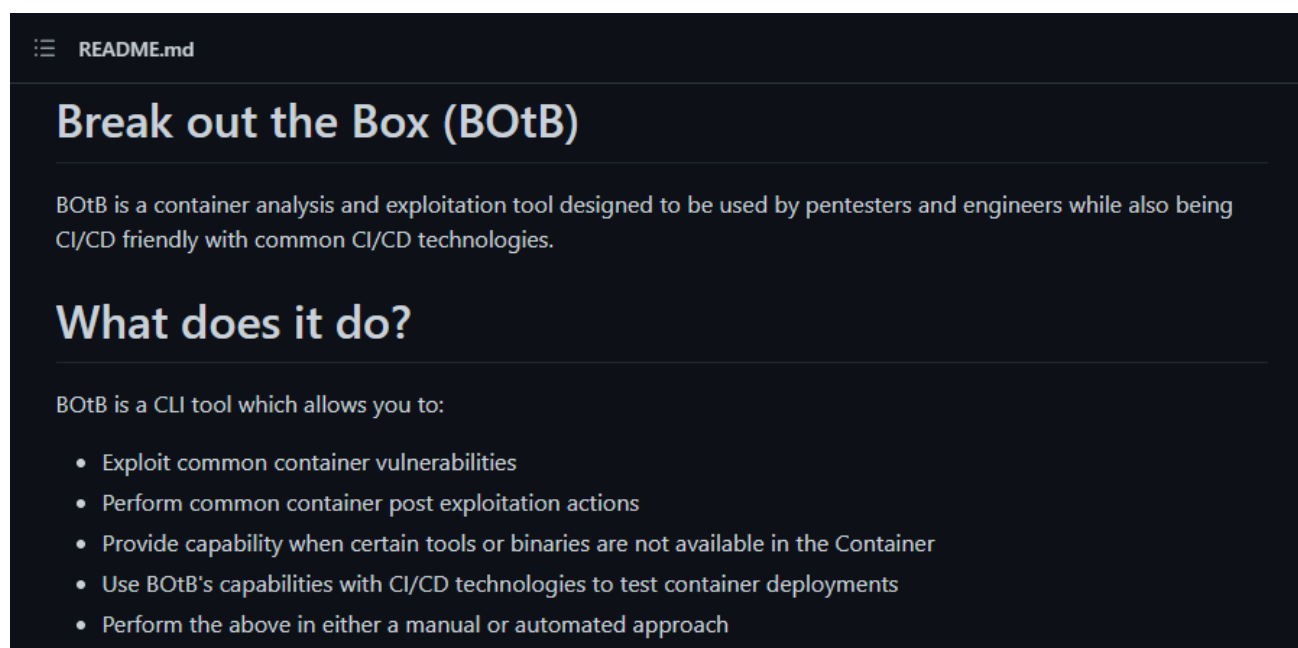 README.md
Break out the Box (BOtB)
BOtB is a container analysis and exploitation tool designed to be used by pentesters and engineers while also being
CI/CD friendly with common CI/CD technologies.
What does it do?
BOtB is a CLI tool which allows you to:
• Exploit common container vulnerabilities
• Perform common container post exploitation actions
• Provide capability when certain tools or binaries are not available in the Container
• Use BOtB's capabilities with CI/CD technologies to test container deployments
• Perform the above in either a manual or automated approach